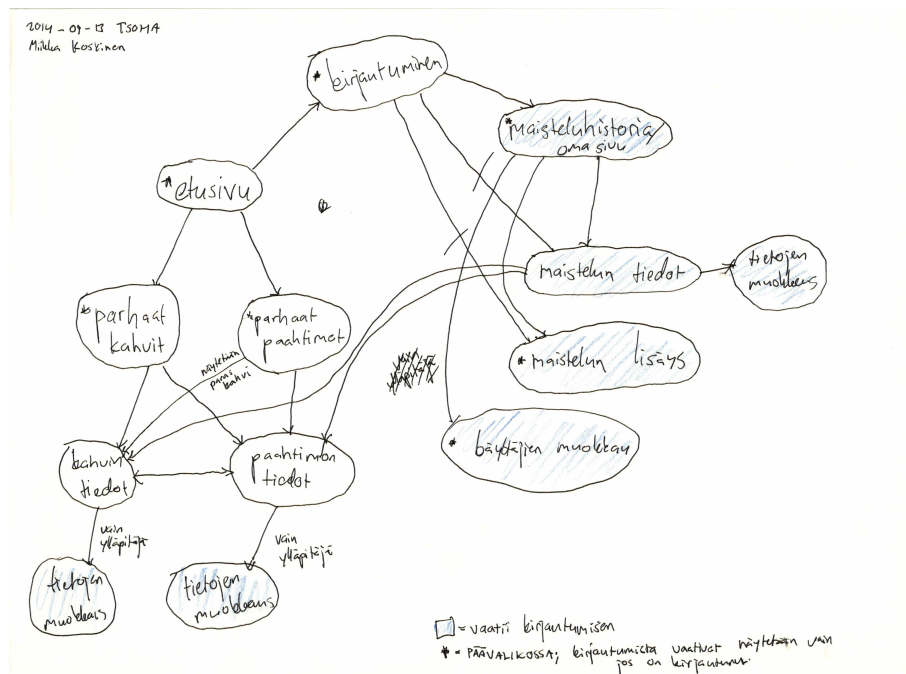 2014-09-13 TSOHA
Miikka Koskinen
* kirjautuminen
* maisteluhistoria
oma sivu
* etusivu
maistelun tiedot
tietojen
muokkaus
* parhaat
kahvit
* parhaat
paahtimot
näytetään
paras
kahvi
* maistelun lisäys
* käyttäjien muokkau
kahvin
tiedot
paahtimon
tiedot
vain
ylläpitäjä
vain
ylläpitäjä
tietojen
muokkaus
tietojen
muokkaus
= vaatii kirjautumisen
* = PÄÄVALIKOSSA; kirjautumista vaativat näytetään vain
jos on kirjautunut.